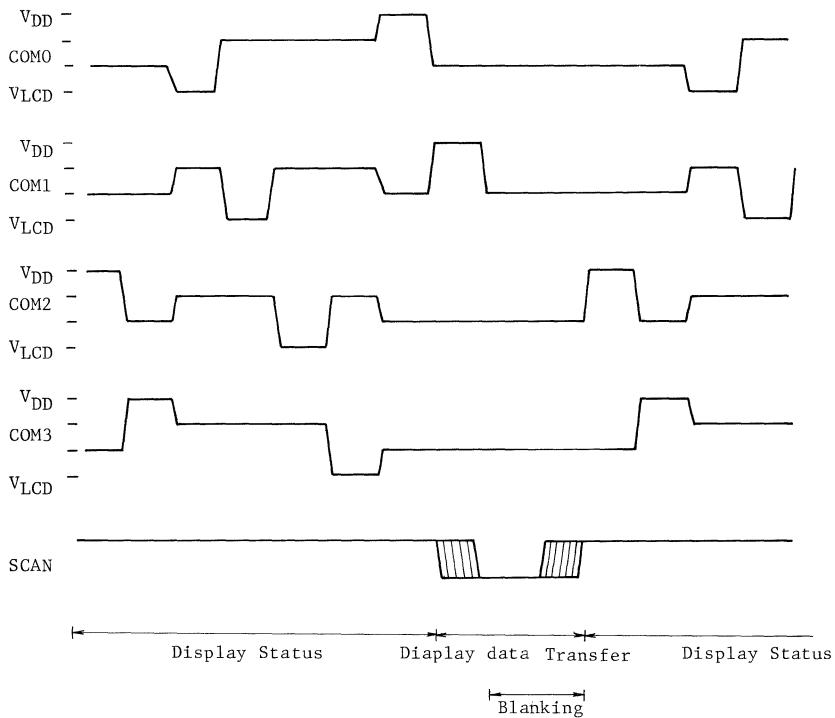 VDD
COM0
VLCD
VDD
COM1
VLCD
VDD
COM2
VLCD
VDD
COM3
VLCD
SCAN
Display Status
Diaplay data Transfer
Display Status
Blanking